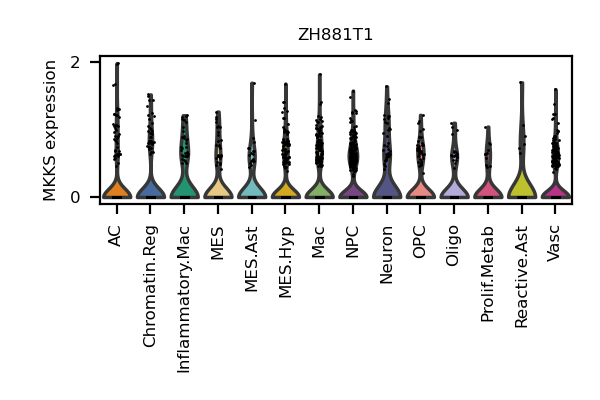 ZH881T1
MKKS expression
2
0
AC
Chromatin.Reg
Inflammatory.Mac
MES
MES.Ast
MES.Hyp
Mac
NPC
Neuron
OPC
Oligo
Prolif.Metab
Reactive.Ast
Vasc